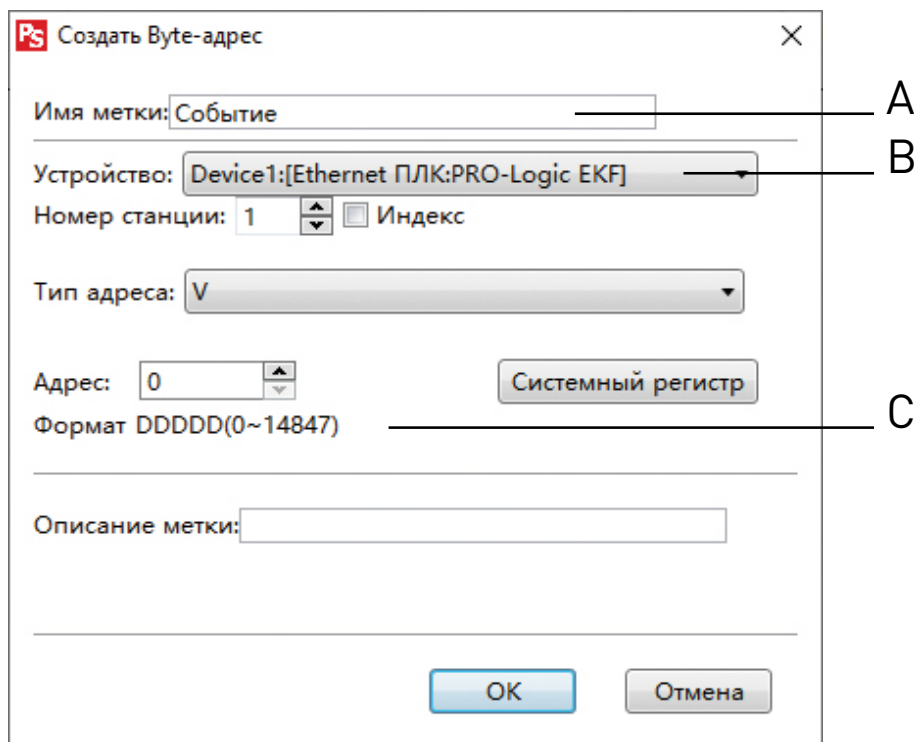 PS Создать Byte-адрес
Имя метки: Событие A
Устройство: Device1:[Ethernet ПЛК:PRO-Logic EKF] B
Номер станции: 1 Индекс
Тип адреса: V
Адрес: 0 Системный регистр
Формат DDDDD(0~14847) C
Описание метки:
OK Отмена